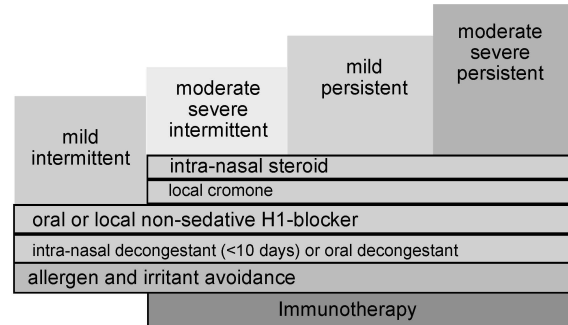 mild
intermittent
moderate
severe
intermittent
mild
persistent
moderate
severe
persistent
intra-nasal steroid
local cromone
oral or local non-sedative H1-blocker
intra-nasal decongestant (<10 days) or oral decongestant
allergen and irritant avoidance
Immunotherapy